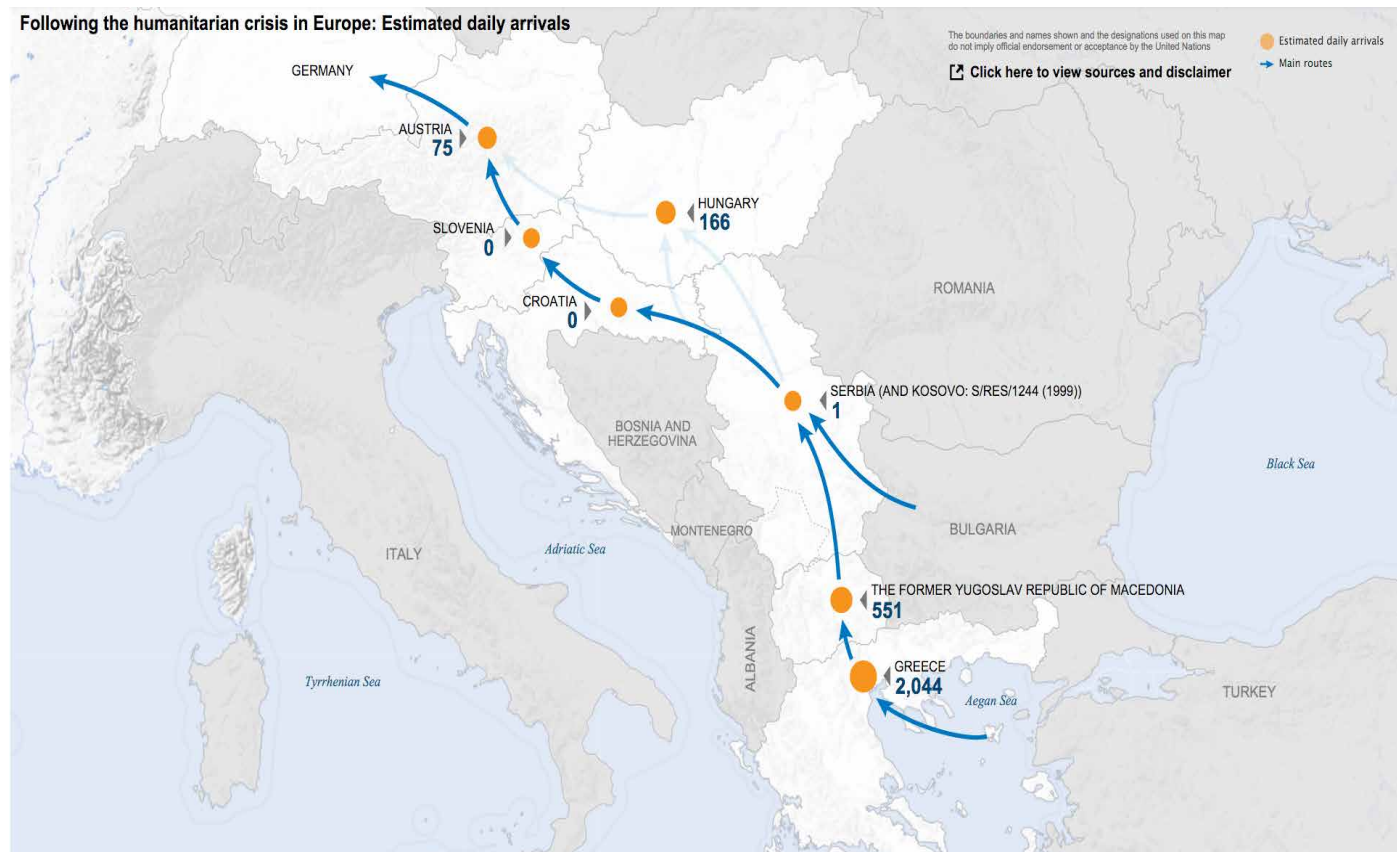 Following the humanitarian crisis in Europe: Estimated daily arrivals
The boundaries and names shown and the designations used on this map
do not imply official endorsement or acceptance by the United Nations
Click here to view sources and disclaimer
Estimated daily arrivals
Main routes
GERMANY
AUSTRIA
75
HUNGARY
166
SLOVENIA
0
CROATIA
0
ROMANIA
SERBIA (AND KOSOVO: S/RES/1244 (1999))
1
BOSNIA AND
HERZEGOVINA
Black Sea
MONTENEGRO
BULGARIA
ITALY
Adriatic Sea
THE FORMER YUGOSLAV REPUBLIC OF MACEDONIA
551
ALBANIA
GREECE
2,044
Tyrrhenian Sea
Aegan Sea
TURKEY